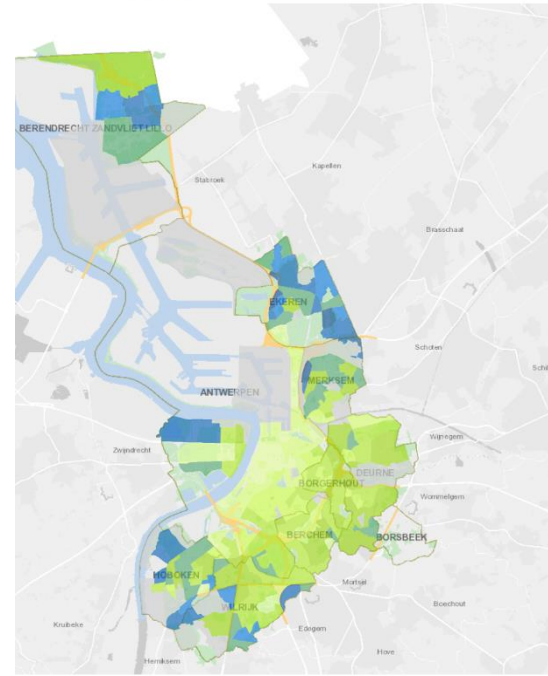 BERENDRECHT ZANDVLIET LILLO
Stabroek
Kapellen
Brasschaat
EKEREN
Schoten
MERKSEM
ANTWERPEN
Zwijndrecht
Wijnegem
DEURNE
BORGERHOUT
Wommelgem
BERCHEM
BORSBEEK
HOBOKEN
Mortsel
WILRIJK
Boechout
Kruibeke
Edegem
Hove
Hemiksem